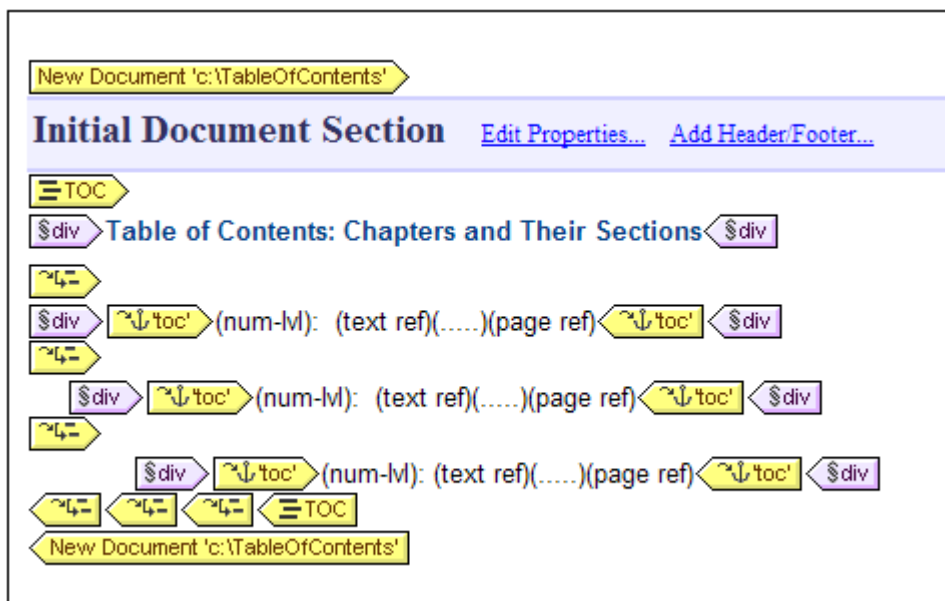 New Document 'c:\TableOfContents'
Initial Document Section Edit Properties... Add Header/Footer...
TOC
§div Table of Contents: Chapters and Their Sections §div
§div 'toc' (num-lvl): (text ref)(.....)(page ref) 'toc' §div
§div 'toc' (num-lvl): (text ref)(.....)(page ref) 'toc' §div
§div 'toc' (num-lvl): (text ref)(.....)(page ref) 'toc' §div
TOC
New Document 'c:\TableOfContents'